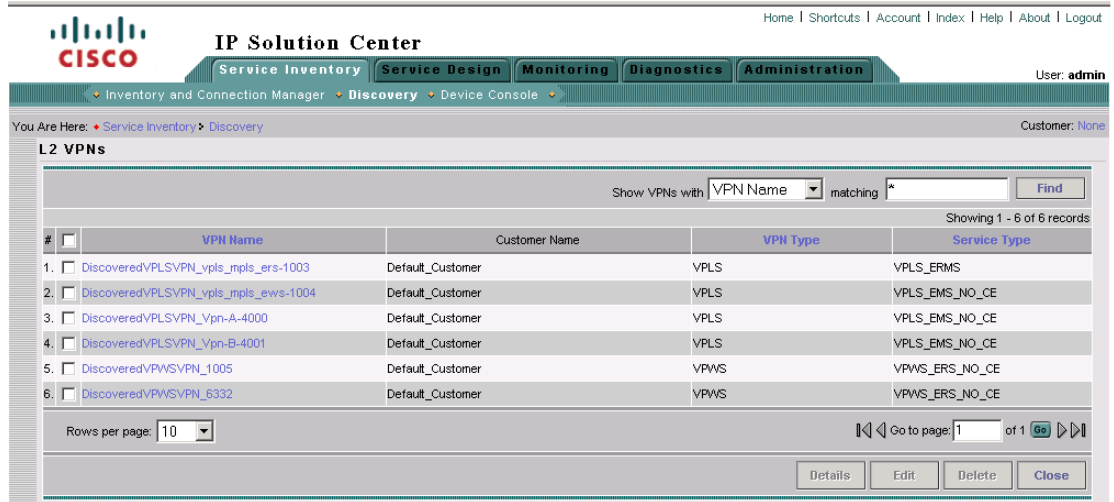 Home | Shortcuts | Account | Index | Help | About | Logout
CISCO
IP Solution Center
Service Inventory Service Design Monitoring Diagnostics Administration
User: admin
Inventory and Connection Manager Discovery Device Console
You Are Here: Service Inventory Discovery Customer: None
L2 VPNs
Show VPNs with VPN Name matching * Find
Showing 1 - 6 of 6 records
# VPN Name Customer Name VPN Type Service Type
1. DiscoveredVPLSVPN_vpls_mpls_ers-1003 Default_Customer VPLS VPLS_ERMS
2. DiscoveredVPLSVPN_vpls_mpls_ews-1004 Default_Customer VPLS VPLS_EMS_NO_CE
3. DiscoveredVPLSVPN_Vpn-A-4000 Default_Customer VPLS VPLS_EMS_NO_CE
4. DiscoveredVPLSVPN_Vpn-B-4001 Default_Customer VPLS VPLS_EMS_NO_CE
5. DiscoveredVPWSVPN_1005 Default_Customer VPWS VPWS_ERS_NO_CE
6. DiscoveredVPWSVPN_6332 Default_Customer VPWS VPWS_ERS_NO_CE
Rows per page: 10 Go to page: 1 of 1 Go
Details Edit Delete Close